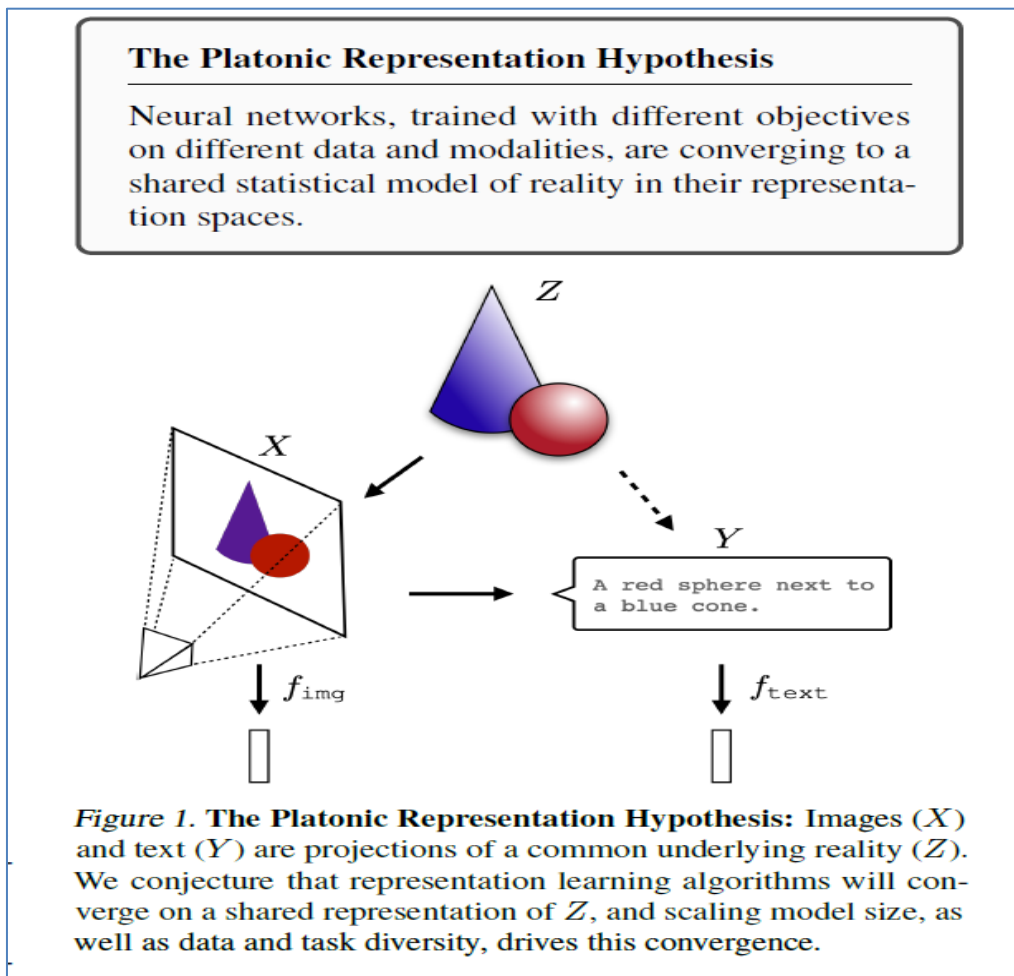 The Platonic Representation Hypothesis
Neural networks, trained with different objectives
on different data and modalities, are converging to a
shared statistical model of reality in their representa-
tion spaces.
Z
X
Y
A red sphere next to
a blue cone.
f img
f text
Figure 1. The Platonic Representation Hypothesis: Images (X)
and text (Y) are projections of a common underlying reality (Z).
We conjecture that representation learning algorithms will con-
verge on a shared representation of Z, and scaling model size, as
well as data and task diversity, drives this convergence.